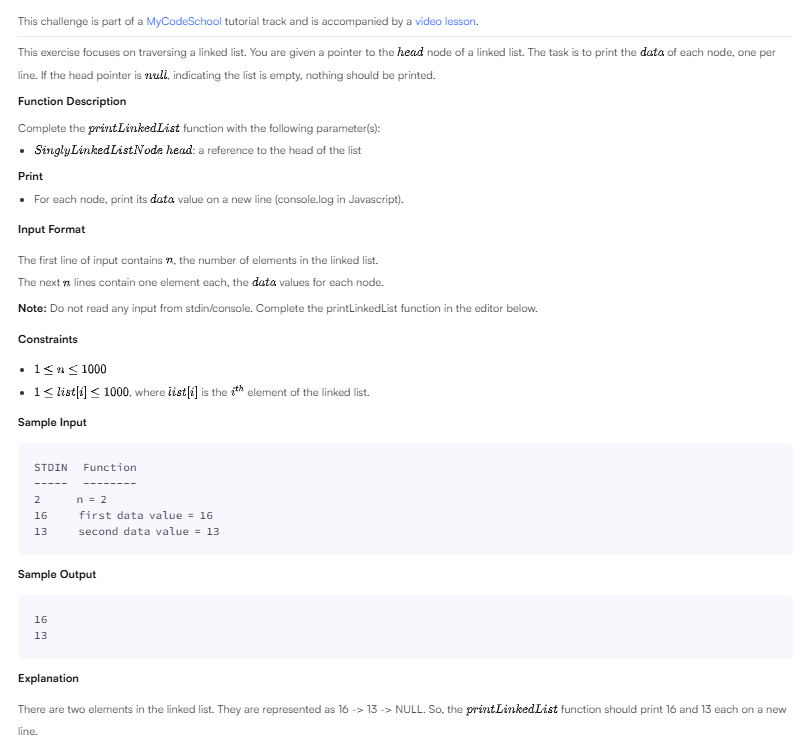 This challenge is part of a MyCodeSchool tutorial track and is accompanied by a video lesson.
This exercise focuses on traversing a linked list. You are given a pointer to the head node of a linked list. The task is to print the data of each node, one per
line. If the head pointer is null, indicating the list is empty, nothing should be printed.
Function Description
Complete the printLinkedList function with the following parameter(s):
• SinglyLinkedListNode head: a reference to the head of the list
Print
• For each node, print its data value on a new line (console.log in Javascript).
Input Format
The first line of input contains n, the number of elements in the linked list.
The next n lines contain one element each, the data values for each node.
Note: Do not read any input from stdin/console. Complete the printLinkedList function in the editor below.
Constraints
• 1 ≤ n ≤ 1000
• 1 ≤ list[i] ≤ 1000, where list[i] is the i^th element of the linked list.
Sample Input
STDIN  Function
-----  --------
2     n = 2
16    first data value = 16
13    second data value = 13
Sample Output
16
13
Explanation
There are two elements in the linked list. They are represented as 16 -> 13 -> NULL. So, the printLinkedList function should print 16 and 13 each on a new
line.